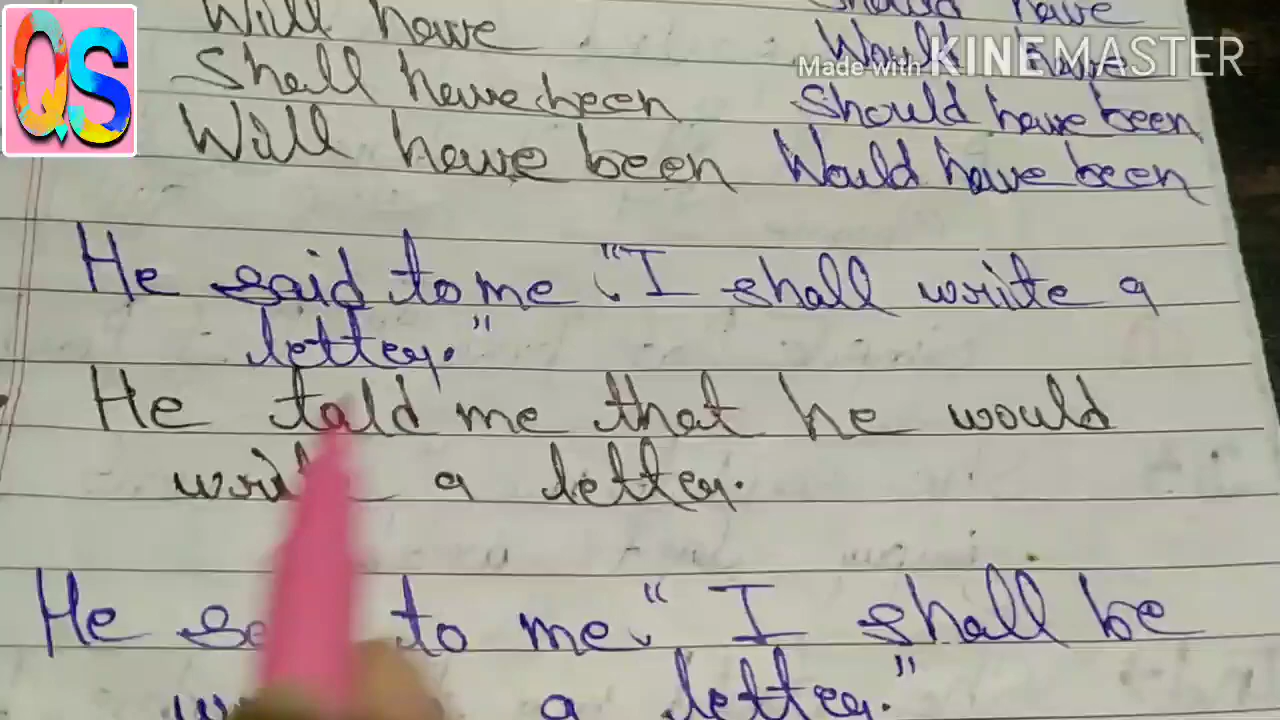 Will have should have
QS
Would have
Made with KINEMASTER
Shall have been Should have been
Will have been Would have been
He said to me, "I shall write a
letter."
He told me that he would
a letter.
He to me, "I shall be
a letter."